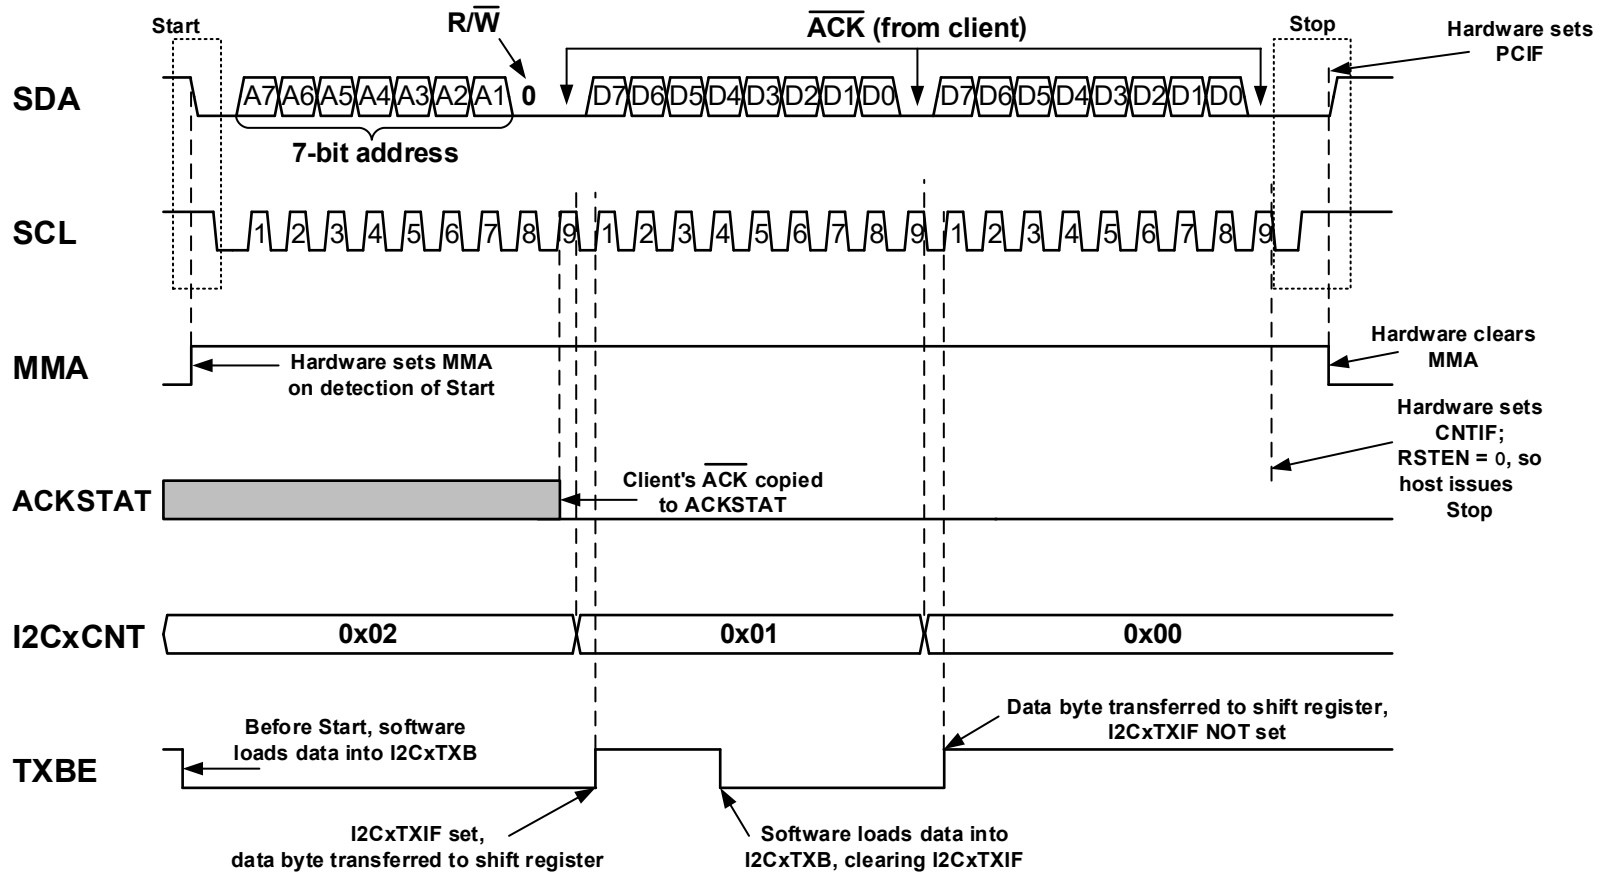 Start
R/W
ACK (from client)
Stop
Hardware sets
PCIF
SDA
A7 A6 A5 A4 A3 A2 A1 0 D7 D6 D5 D4 D3 D2 D1 D0 D7 D6 D5 D4 D3 D2 D1 D0
7-bit address
SCL
1 2 3 4 5 6 7 8 9 1 2 3 4 5 6 7 8 9 1 2 3 4 5 6 7 8 9
MMA
Hardware sets MMA
on detection of Start
Hardware clears
MMA
Hardware sets
CNTIF;
RSTEN = 0, so
host issues
Stop
ACKSTAT
Client's ACK copied
to ACKSTAT
I2CxCNT
0x02
0x01
0x00
TXBE
Before Start, software
loads data into I2CxTXB
Data byte transferred to shift register,
I2CxTXIF NOT set
I2CxTXIF set,
data byte transferred to shift register
Software loads data into
I2CxTXB, clearing I2CxTXIF